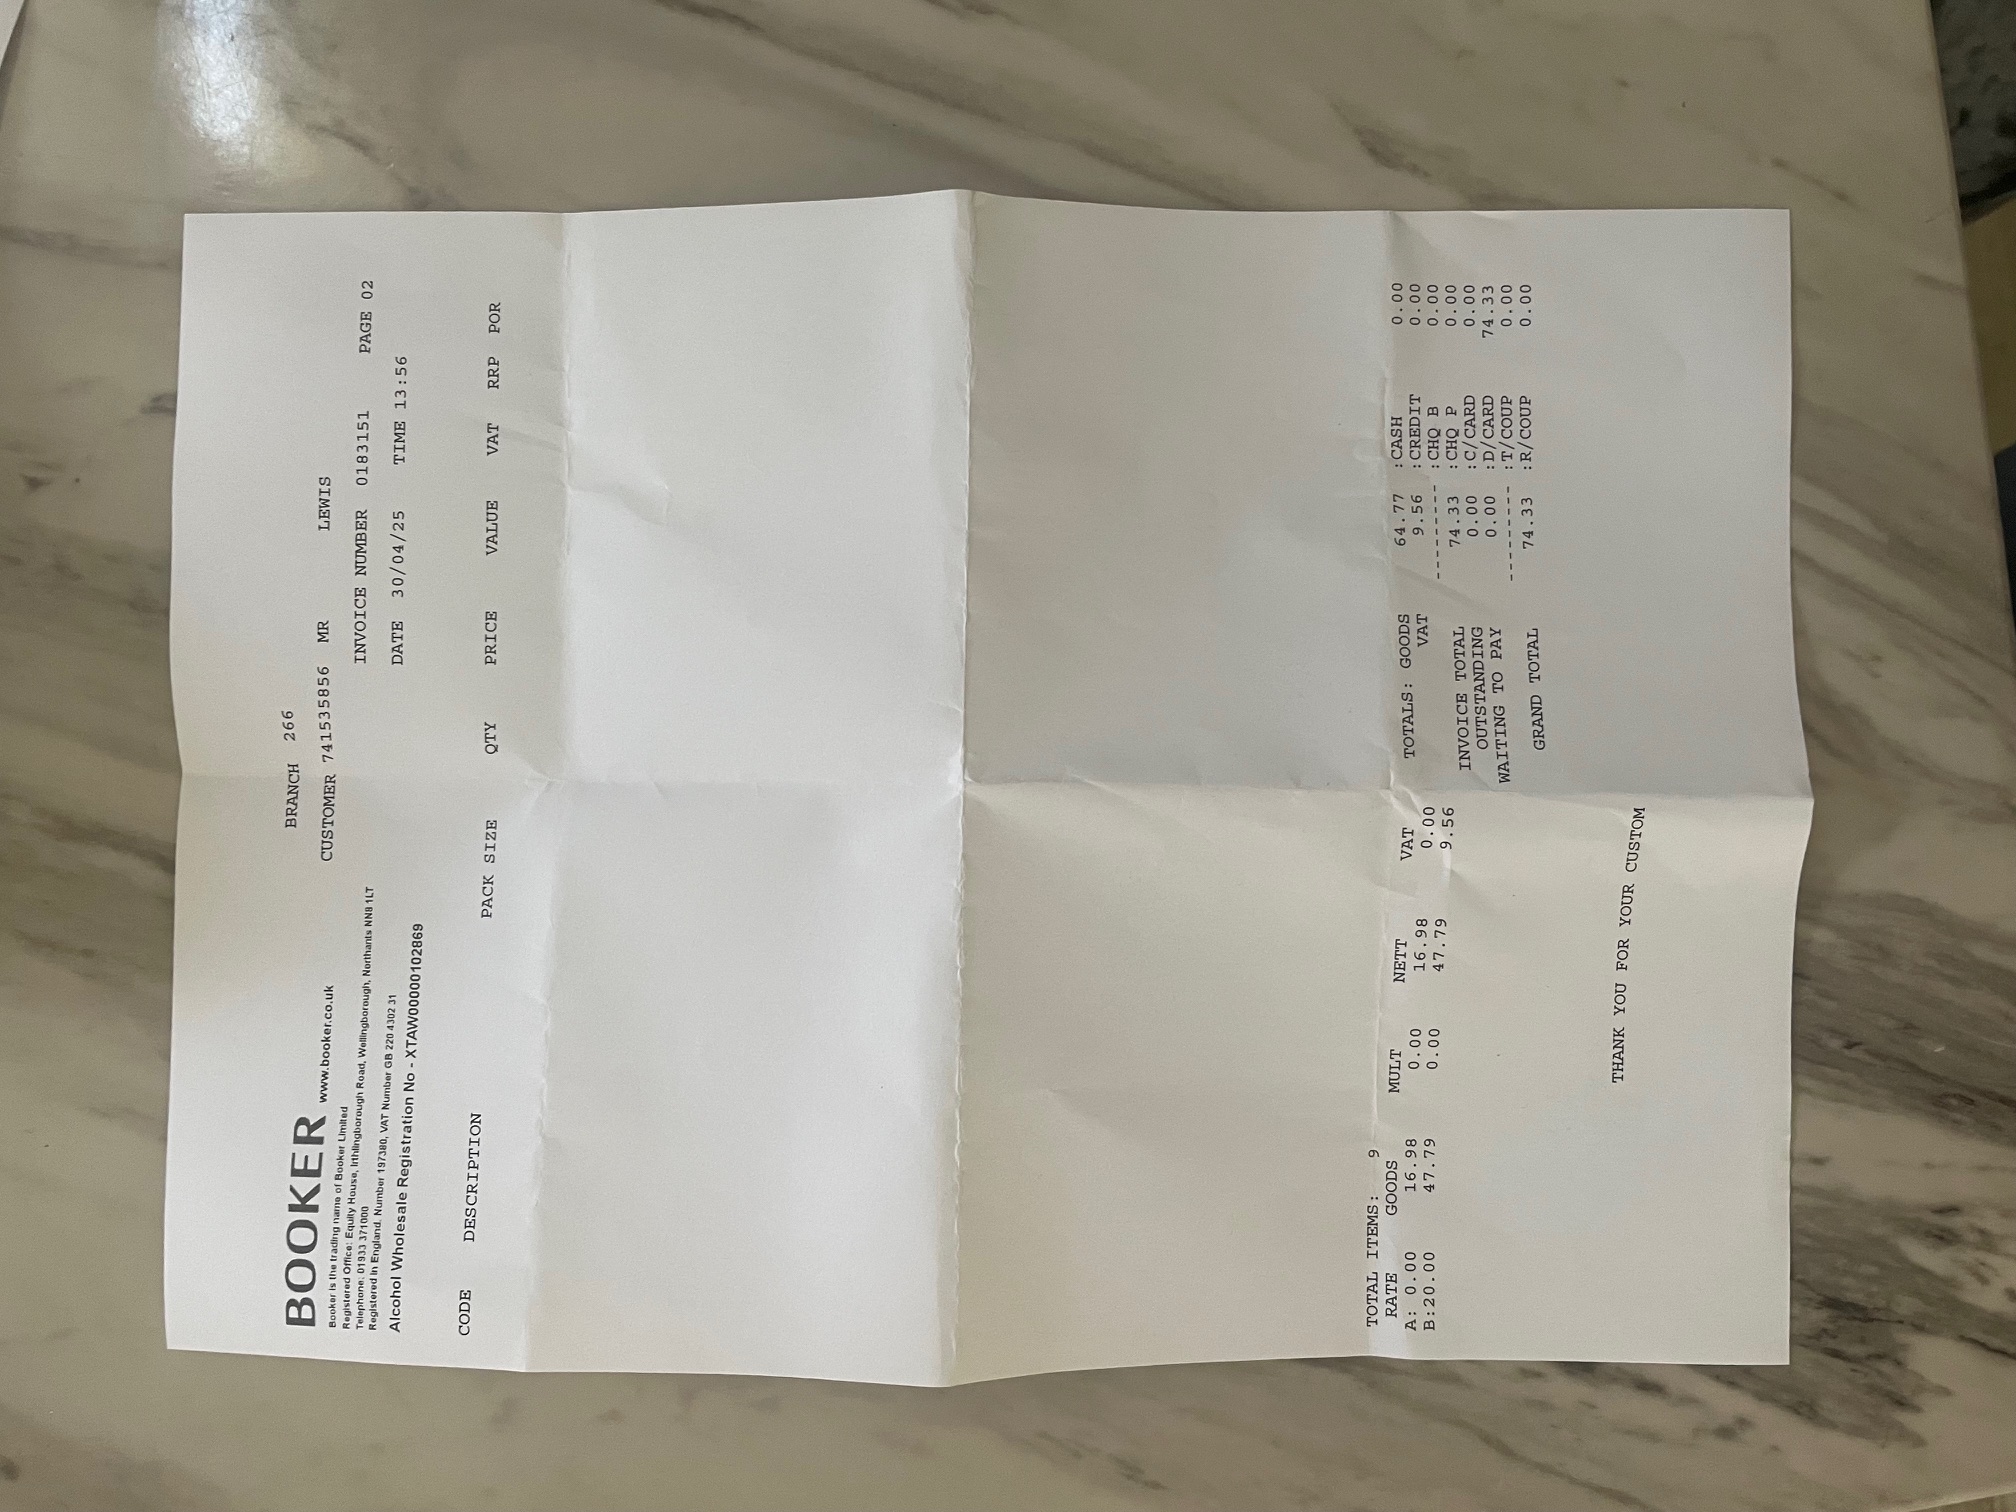 BOOKER www.booker.co.uk
Booker is the trading name of Booker Limited
Registered Office: Equity House, Irthlingborough Road, Wellingborough, Northants NN8 1LT
Telephone: 01933 371000
Registered in England. Number 197380, VAT Number GB 220 4302 31
Alcohol Wholesale Registration No - XTAW00000102869
BRANCH 266
CUSTOMER 741535856 MR LEWIS
INVOICE NUMBER 0183151 PAGE 02
DATE 30/04/25 TIME 13:56
CODE DESCRIPTION PACK SIZE QTY PRICE VALUE VAT RRP POR
TOTAL ITEMS: 9
RATE GOODS MULT NETT VAT
A: 0.00 16.98 0.00 16.98 0.00
B:20.00 47.79 0.00 47.79 9.56
TOTALS: GOODS 64.77 :CASH 0.00
VAT 9.56 :CREDIT 0.00
--------- :CHQ B 0.00
INVOICE TOTAL 74.33 :CHQ P 0.00
OUTSTANDING 0.00 :C/CARD 0.00
WAITING TO PAY 0.00 :D/CARD 74.33
--------- :T/COUP 0.00
GRAND TOTAL 74.33 :R/COUP 0.00
THANK YOU FOR YOUR CUSTOM